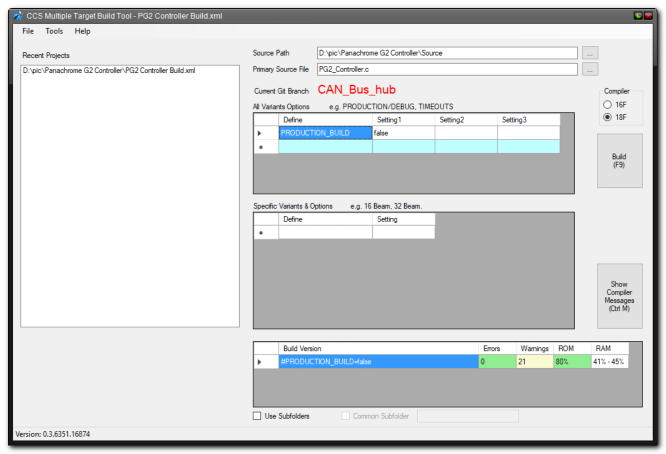 CCS Multiple Target Build Tool - PG2 Controller Build.xml
File Tools Help
Recent Projects
D:\pic\Panachrome G2 Controller\PG2 Controller Build.xml
Source Path D:\pic\Panachrome G2 Controller\Source ...
Primary Source File PG2_Controller.c ...
Current Git Branch CAN_Bus_hub
Compiler
16F
18F
All Variants Options e.g. PRODUCTION/DEBUG, TIMEOUTS
Define Setting1 Setting2 Setting3
PRODUCTION_BUILD false
Build
(F9)
Specific Variants & Options e.g. 16 Beam, 32 Beam.
Define Setting
Show
Compiler
Messages
(Ctrl M)
Build Version Errors Warnings ROM RAM
#PRODUCTION_BUILD=false 0 21 80% 41% - 45%
Use Subfolders Common Subfolder
Version: 0.3.6351.16874